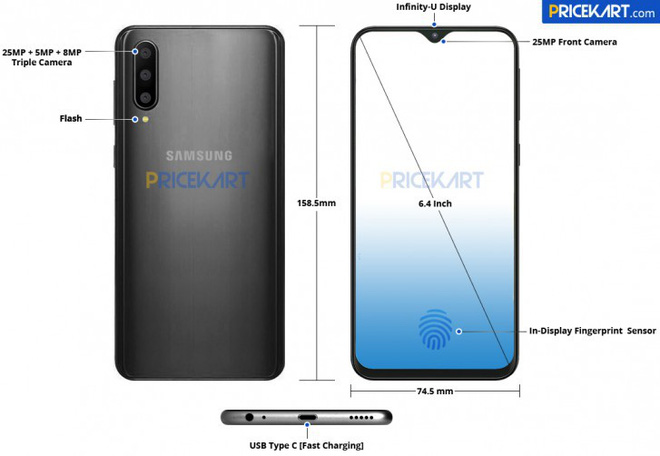 Infinity-U Display
PRICEKART.com
25MP + 5MP + 8MP
Triple Camera
25MP Front Camera
Flash
SAMSUNG
PRICEKART
PRICEKART
158.5mm
6.4 Inch
In-Display Fingerprint Sensor
74.5 mm
USB Type C [Fast Charging]